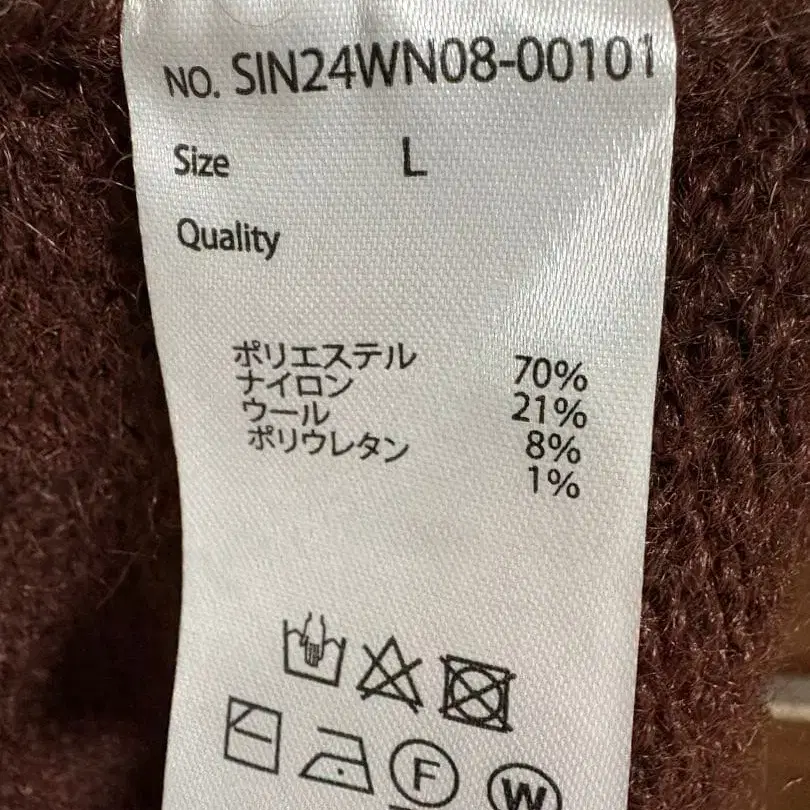 NO. SIN24WN08-00101
Size L
Quality
ポリエステル 70%
ナイロン 21%
ウール 8%
ポリウレタン 1%
F
W